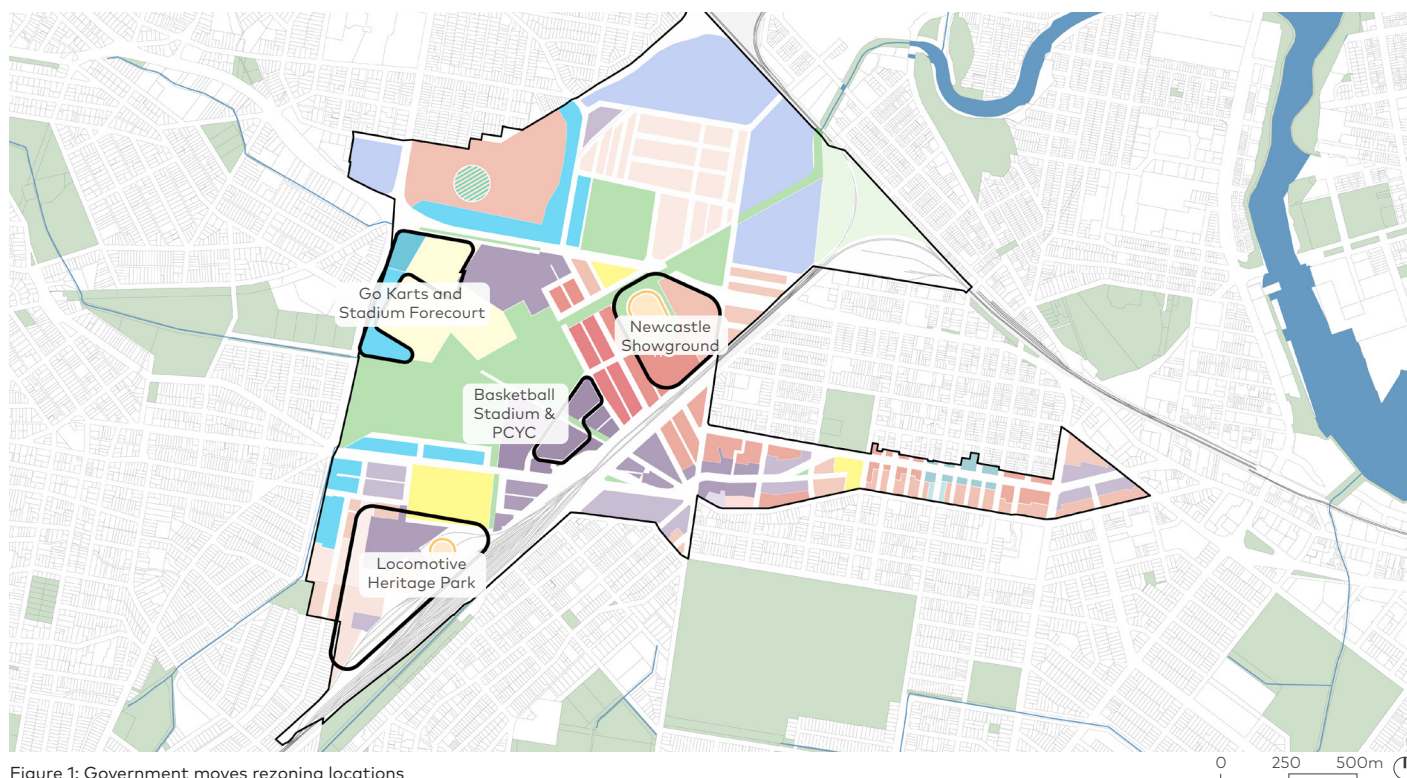 Go Karts and
Stadium Forecourt
Newcastle
Showground
Basketball
Stadium &
PCYC
Locomotive
Heritage Park
Figure 1: Government moves rezoning locations
0 250 500m